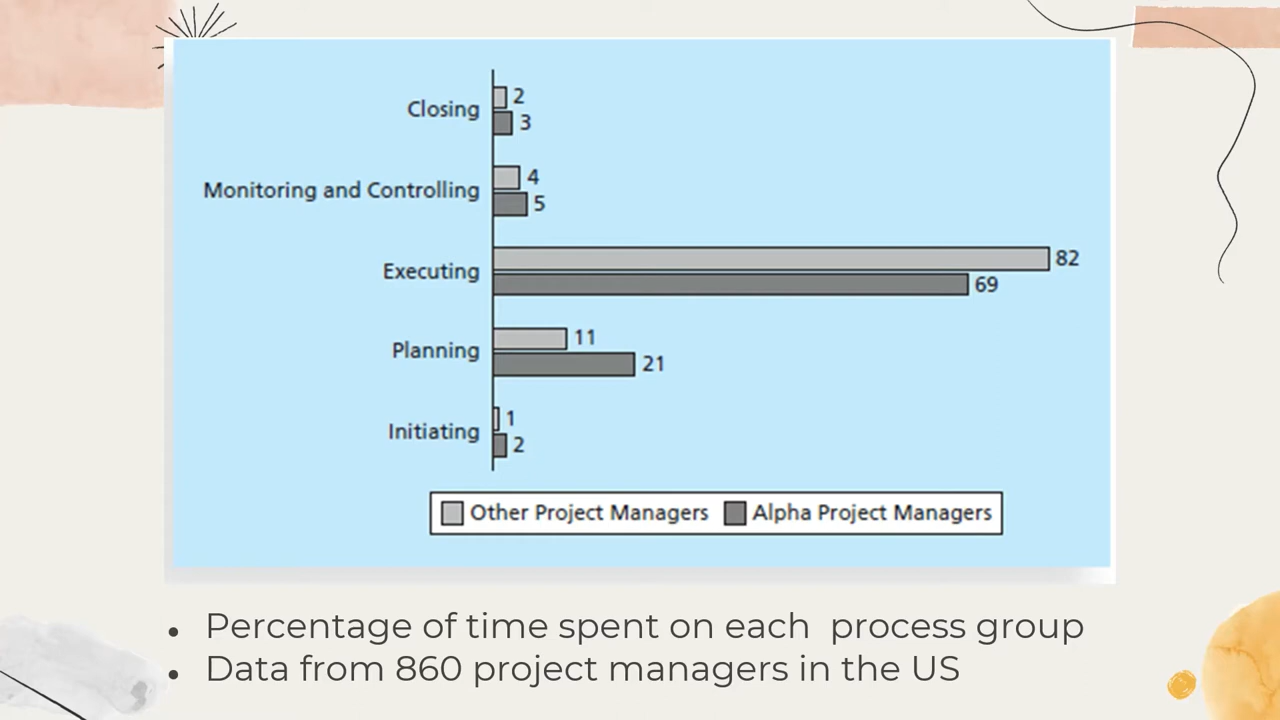 Closing
2
3
Monitoring and Controlling
4
5
Executing
82
69
Planning
11
21
Initiating
1
2
Other Project Managers
Alpha Project Managers
• Percentage of time spent on each process group
• Data from 860 project managers in the US